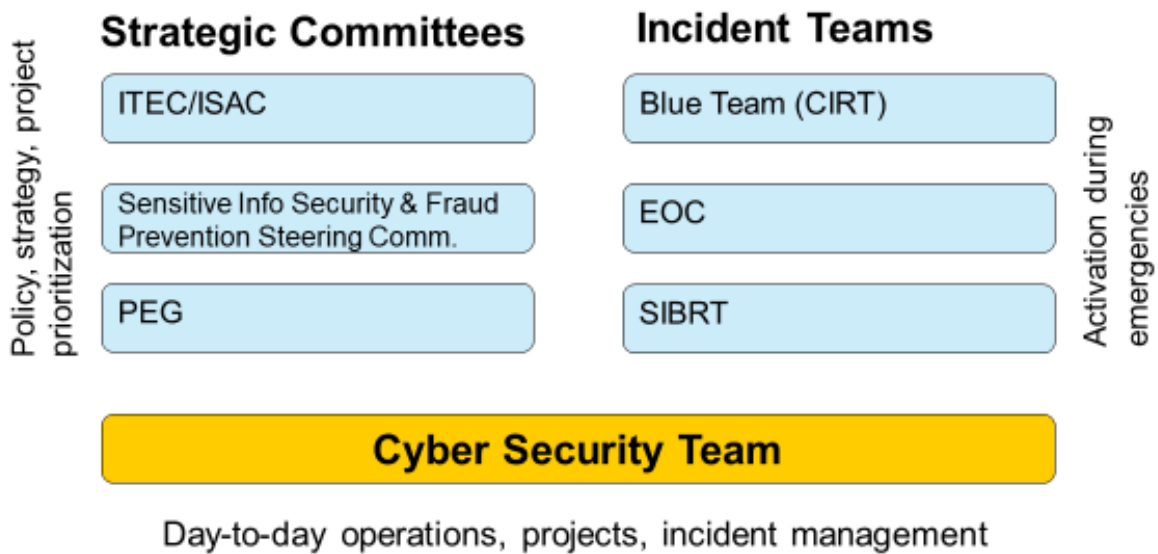 Strategic Committees
Incident Teams
Policy, strategy, project
prioritization
ITEC/ISAC
Sensitive Info Security & Fraud
Prevention Steering Comm.
PEG
Blue Team (CIRT)
EOC
SIBRT
Activation during
emergencies
Cyber Security Team
Day-to-day operations, projects, incident management